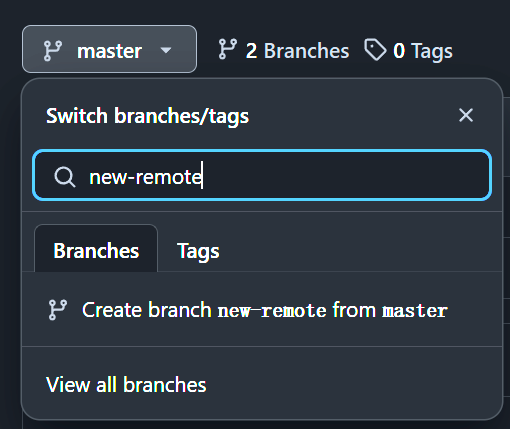 master 2 Branches 0 Tags
Switch branches/tags
new-remote
Branches Tags
Create branch new-remote from master
View all branches